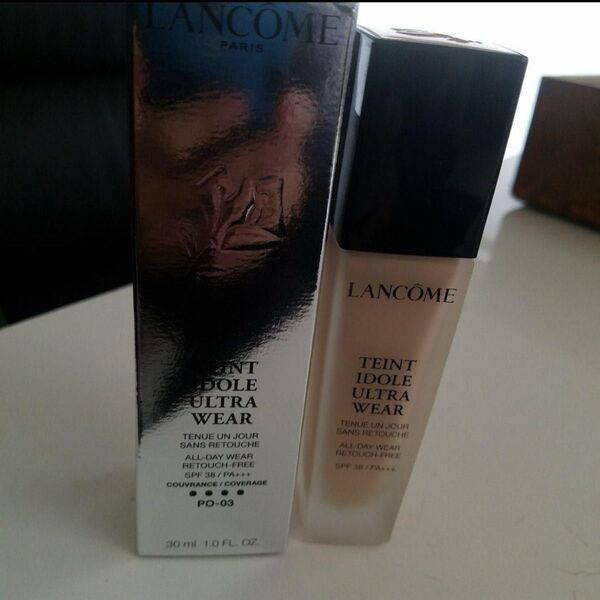 LANCÔME
PARIS
TEINT
IDOLE
ULTRA
WEAR
TENUE UN JOUR
SANS RETOUCHE
ALL-DAY WEAR
RETOUCH-FREE
SPF 38 / PA+++
COUVRANCE / COVERAGE
PO-03
30 ml 1.0 FL. OZ.
LANCÔME
TEINT
IDOLE
ULTRA
WEAR
TENUE UN JOUR
SANS RETOUCHE
ALL-DAY WEAR
RETOUCH-FREE
SPF 38 / PA+++